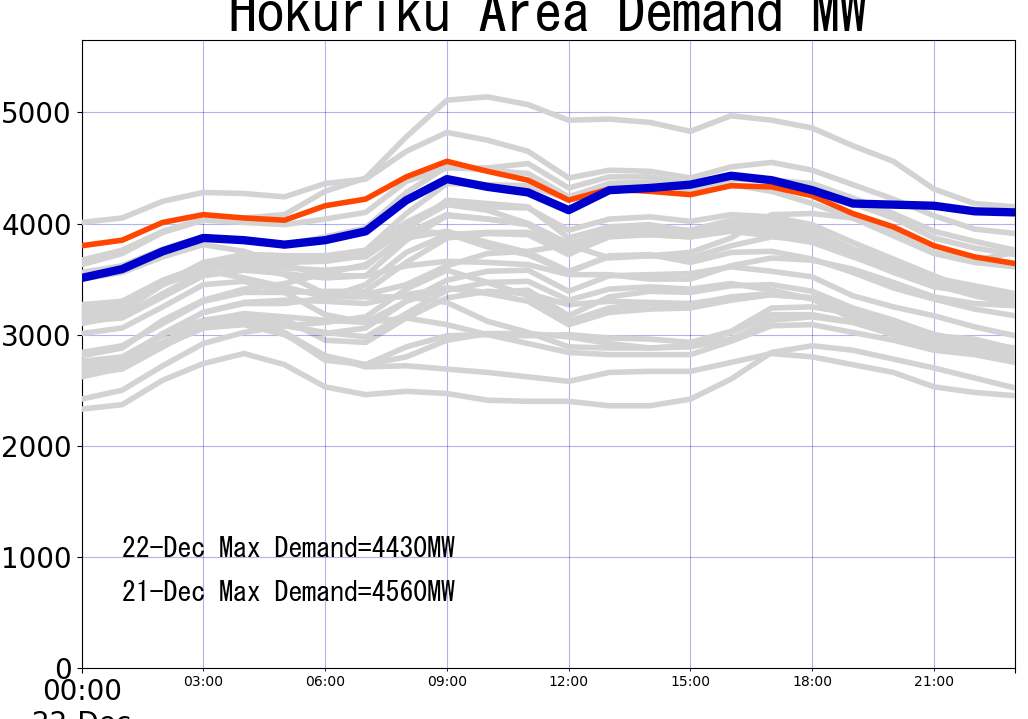 Hokuriku Area Demand MW
5000
4000
3000
2000
1000
0
22-Dec Max Demand=4430MW
21-Dec Max Demand=4560MW
00:00 03:00 06:00 09:00 12:00 15:00 18:00 21:00
Dec